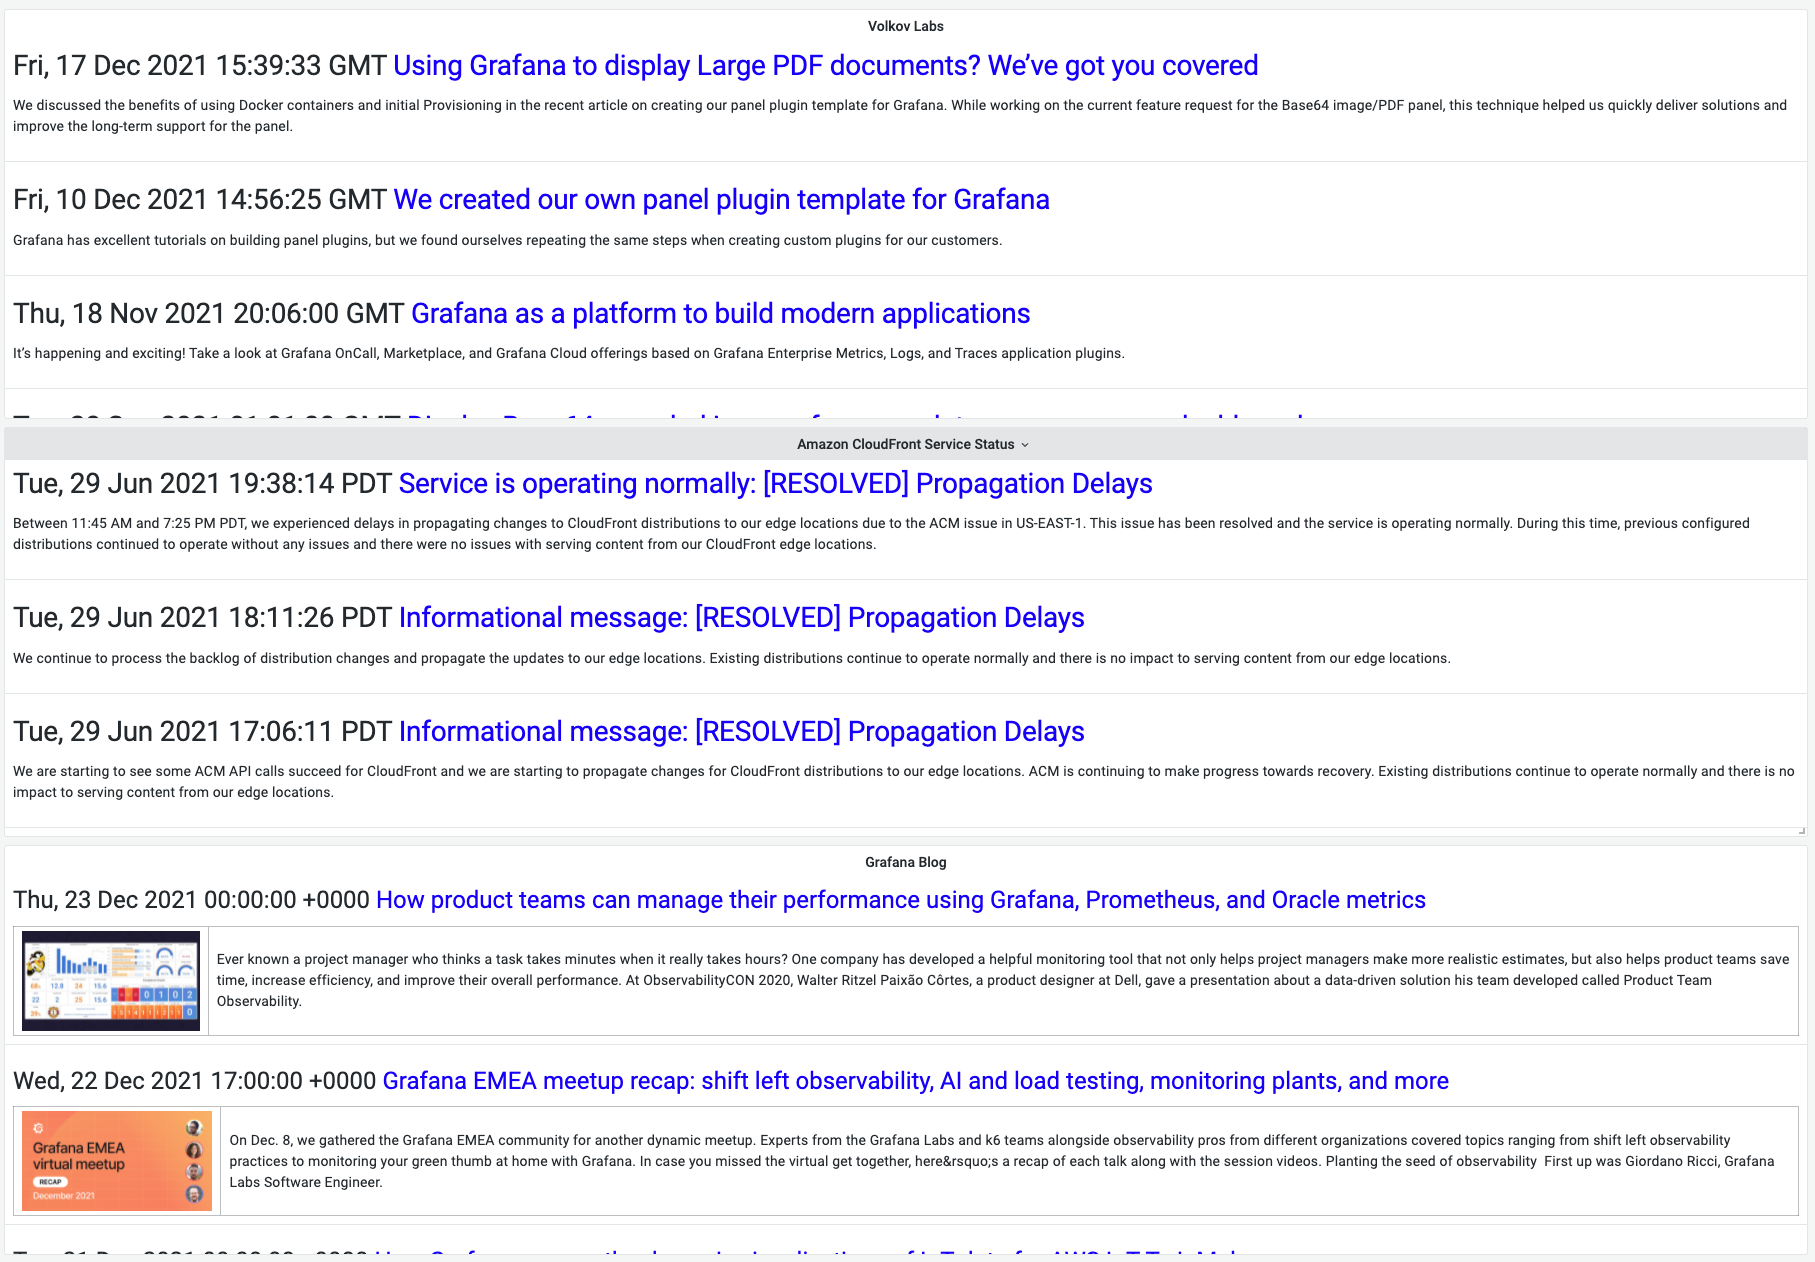 Volkov Labs
Fri, 17 Dec 2021 15:39:33 GMT Using Grafana to display Large PDF documents? We’ve got you covered
We discussed the benefits of using Docker containers and initial Provisioning in the recent article on creating our panel plugin template for Grafana. While working on the current feature request for the Base64 image/PDF panel, this technique helped us quickly deliver solutions and
improve the long-term support for the panel.
Fri, 10 Dec 2021 14:56:25 GMT We created our own panel plugin template for Grafana
Grafana has excellent tutorials on building panel plugins, but we found ourselves repeating the same steps when creating custom plugins for our customers.
Thu, 18 Nov 2021 20:06:00 GMT Grafana as a platform to build modern applications
It’s happening and exciting! Take a look at Grafana OnCall, Marketplace, and Grafana Cloud offerings based on Grafana Enterprise Metrics, Logs, and Traces application plugins.
Amazon CloudFront Service Status
Tue, 29 Jun 2021 19:38:14 PDT Service is operating normally: [RESOLVED] Propagation Delays
Between 11:45 AM and 7:25 PM PDT, we experienced delays in propagating changes to CloudFront distributions to our edge locations due to the ACM issue in US-EAST-1. This issue has been resolved and the service is operating normally. During this time, previous configured
distributions continued to operate without any issues and there were no issues with serving content from our CloudFront edge locations.
Tue, 29 Jun 2021 18:11:26 PDT Informational message: [RESOLVED] Propagation Delays
We continue to process the backlog of distribution changes and propagate the updates to our edge locations. Existing distributions continue to operate normally and there is no impact to serving content from our edge locations.
Tue, 29 Jun 2021 17:06:11 PDT Informational message: [RESOLVED] Propagation Delays
We are starting to see some ACM API calls succeed for CloudFront and we are starting to propagate changes for CloudFront distributions to our edge locations. ACM is continuing to make progress towards recovery. Existing distributions continue to operate normally and there is no
impact to serving content from our edge locations.
Grafana Blog
Thu, 23 Dec 2021 00:00:00 +0000 How product teams can manage their performance using Grafana, Prometheus, and Oracle metrics
Ever known a project manager who thinks a task takes minutes when it really takes hours? One company has developed a helpful monitoring tool that not only helps project managers make more realistic estimates, but also helps product teams save
time, increase efficiency, and improve their overall performance. At ObservabilityCON 2020, Walter Ritzel Paixão Côrtes, a product designer at Dell, gave a presentation about a data-driven solution his team developed called Product Team
Observability.
Wed, 22 Dec 2021 17:00:00 +0000 Grafana EMEA meetup recap: shift left observability, AI and load testing, monitoring plants, and more
Grafana EMEA
virtual meetup
RECAP
December 2021
On Dec. 8, we gathered the Grafana EMEA community for another dynamic meetup. Experts from the Grafana Labs and k6 teams alongside observability pros from different organizations covered topics ranging from shift left observability
practices to monitoring your green thumb at home with Grafana. In case you missed the virtual get together, here&rsquo;s a recap of each talk along with the session videos. Planting the seed of observability  First up was Giordano Ricci, Grafana
Labs Software Engineer.